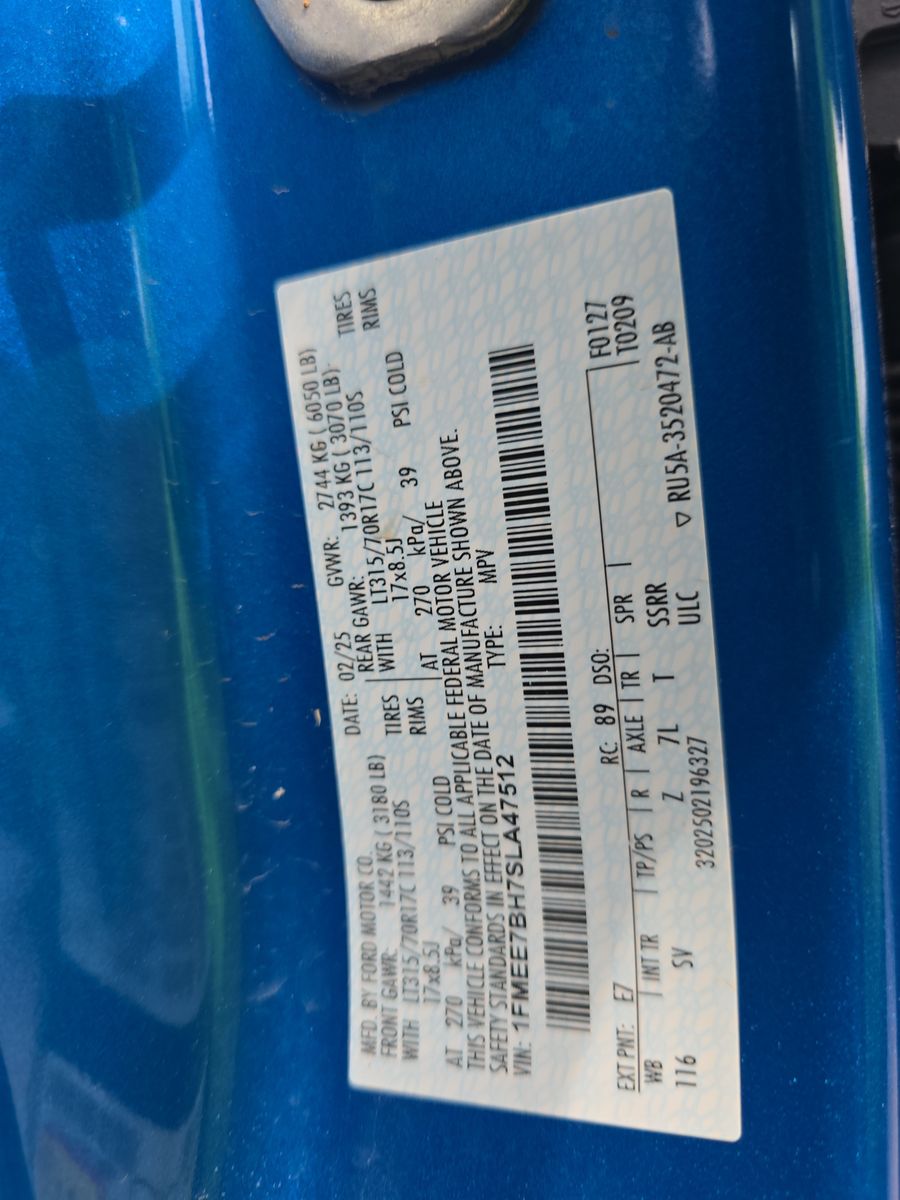 MFD. BY FORD MOTOR CO.
DATE: 02/25 GVWR: 2744 KG ( 6050 LB)
FRONT GAWR: 1442 KG ( 3180 LB) REAR GAWR: 1393 KG ( 3070 LB)
WITH LT315/70R17C 113/110S TIRES WITH LT315/70R17C 113/110S TIRES
17x8.5J RIMS 17x8.5J RIMS
AT 270 kPa/ 39 PSI COLD AT 270 kPa/ 39 PSI COLD
THIS VEHICLE CONFORMS TO ALL APPLICABLE FEDERAL MOTOR VEHICLE
SAFETY STANDARDS IN EFFECT ON THE DATE OF MANUFACTURE SHOWN ABOVE.
VIN: 1FMEE7BH7SLA47512 TYPE: MPV
F0127
T0209
EXT PNT: E7 RC: 89 DSO:
WB INT TR TP/PS R AXLE TR SPR
116 SV Z 7L T SSRR
ULC
3202502196327 ▽ RU5A-3520472-AB